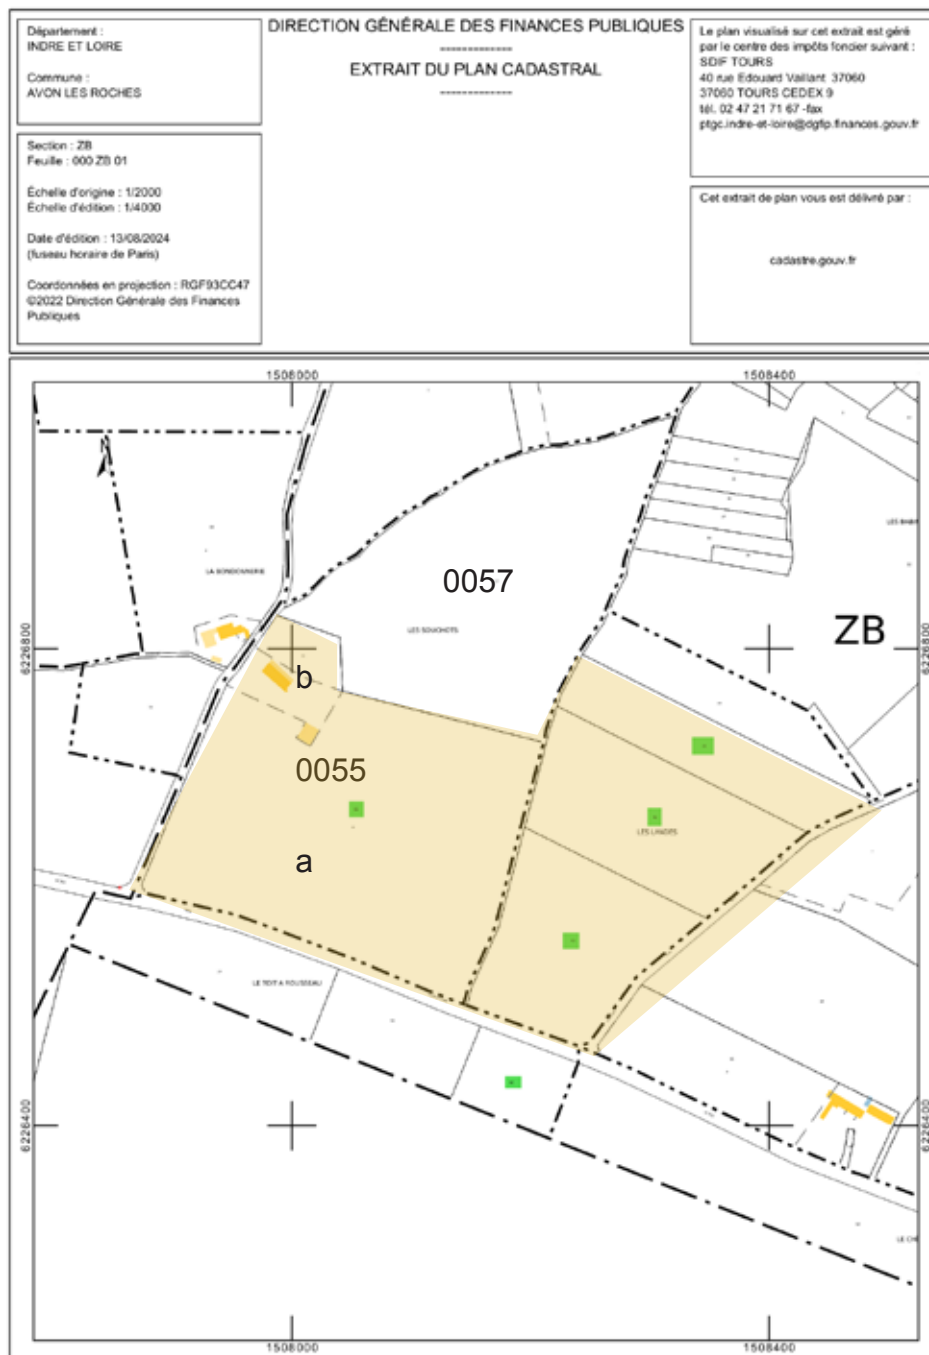 Département :
INDRE ET LOIRE
Commune :
AVON LES ROCHES
Section : ZB
Feuille : 000 ZB 01
Échelle d'origine : 1/2000
Échelle d'édition : 1/4000
Date d'édition : 13/08/2024
(fuseau horaire de Paris)
Coordonnées en projection : RGF93CC47
©2022 Direction Générale des Finances
Publiques
DIRECTION GÉNÉRALE DES FINANCES PUBLIQUES
-------------
EXTRAIT DU PLAN CADASTRAL
-------------
Le plan visualisé sur cet extrait est géré
par le centre des impôts foncier suivant :
SDIF TOURS
40 rue Edouard Vaillant 37060
37060 TOURS CEDEX 9
tél. 02 47 21 71 67 -fax
ptgc.indre-et-loire@dgfip.finances.gouv.fr
Cet extrait de plan vous est délivré par :
cadastre.gouv.fr
1508000
1508400
N
LA BONDONNERIE
0057
LES SOUCHOTS
ZB
6226800
6226800
b
0055
LES LINAGES
a
LE TOIT A ROUSSEAU
6226400
6226400
1508000
1508400